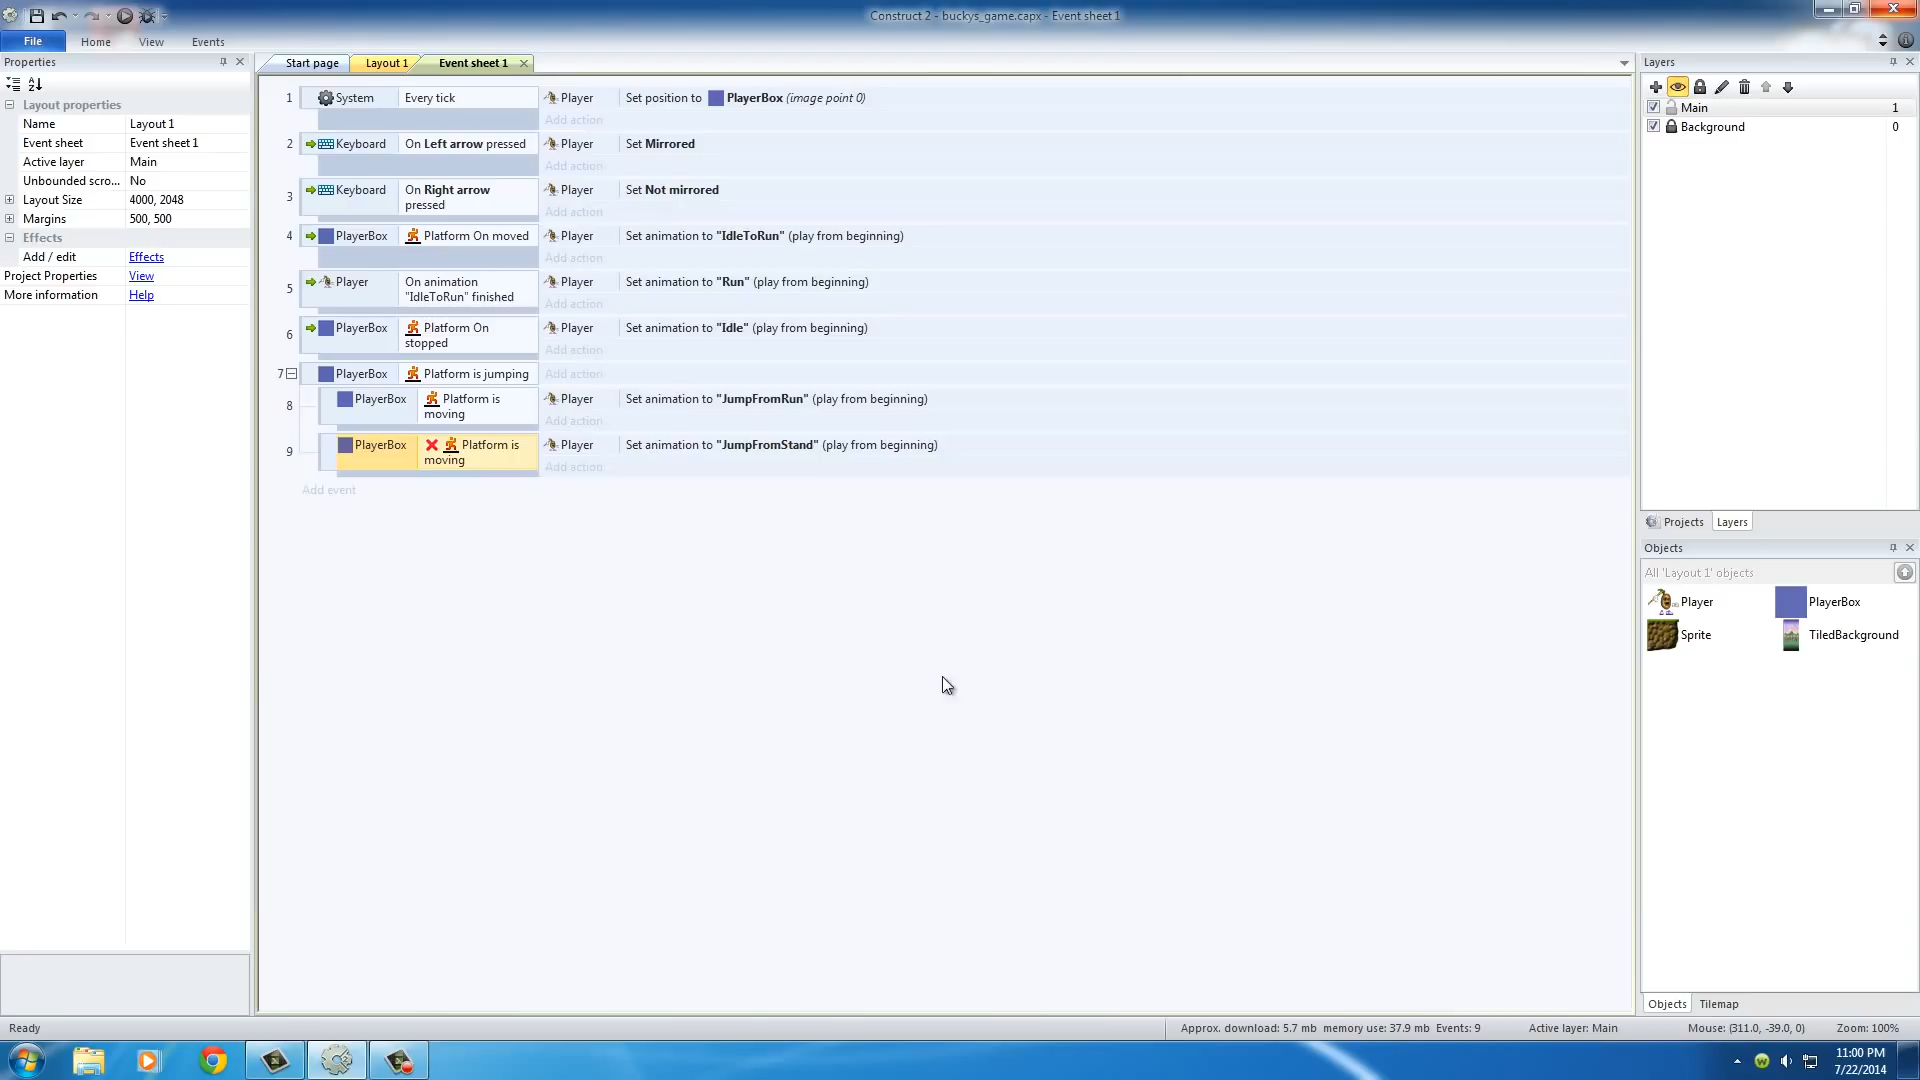 Construct 2 - buckys_game.capx - Event sheet 1
File Home View Events
Properties
Layout properties
Name Layout 1
Event sheet Event sheet 1
Active layer Main
Unbounded scro... No
Layout Size 4000, 2048
Margins 500, 500
Effects
Add / edit Effects
Project Properties View
More information Help
Start page Layout 1 Event sheet 1
1 System Every tick Player Set position to PlayerBox (image point 0)
Add action
2 Keyboard On Left arrow pressed Player Set Mirrored
Add action
3 Keyboard On Right arrow pressed Player Set Not mirrored
Add action
4 PlayerBox Platform On moved Player Set animation to "IdleToRun" (play from beginning)
Add action
5 Player On animation "IdleToRun" finished Player Set animation to "Run" (play from beginning)
Add action
6 PlayerBox Platform On stopped Player Set animation to "Idle" (play from beginning)
Add action
7 PlayerBox Platform is jumping Add action
8 PlayerBox Platform is moving Player Set animation to "JumpFromRun" (play from beginning)
Add action
9 PlayerBox Platform is moving Player Set animation to "JumpFromStand" (play from beginning)
Add action
Add event
Layers
Main 1
Background 0
Projects Layers
Objects
All 'Layout 1' objects
Player PlayerBox
Sprite TiledBackground
Objects Tilemap
Ready Approx. download: 5.7 mb memory use: 37.9 mb Events: 9 Active layer: Main Mouse: (311.0, -39.0, 0) Zoom: 100%
11:00 PM
7/22/2014